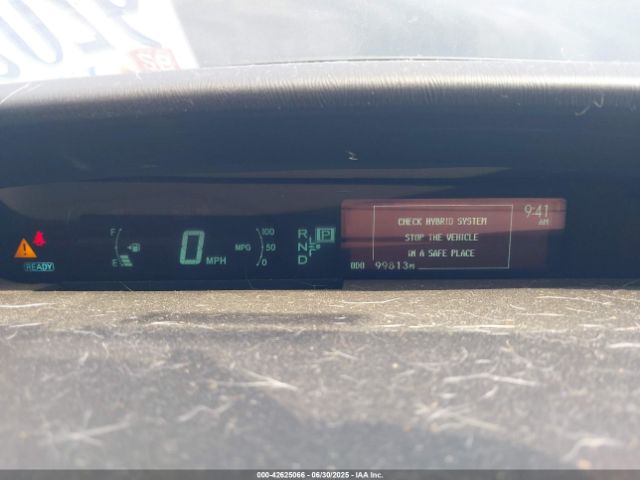 9:41
AM
CHECK HYBRID SYSTEM
STOP THE VEHICLE
IN A SAFE PLACE
ODO 99813M
READY
F
E
0 MPH
MPG
100
50
0
R
N
D
P
B
000-42625066 - 06/30/2025 - IAA Inc.